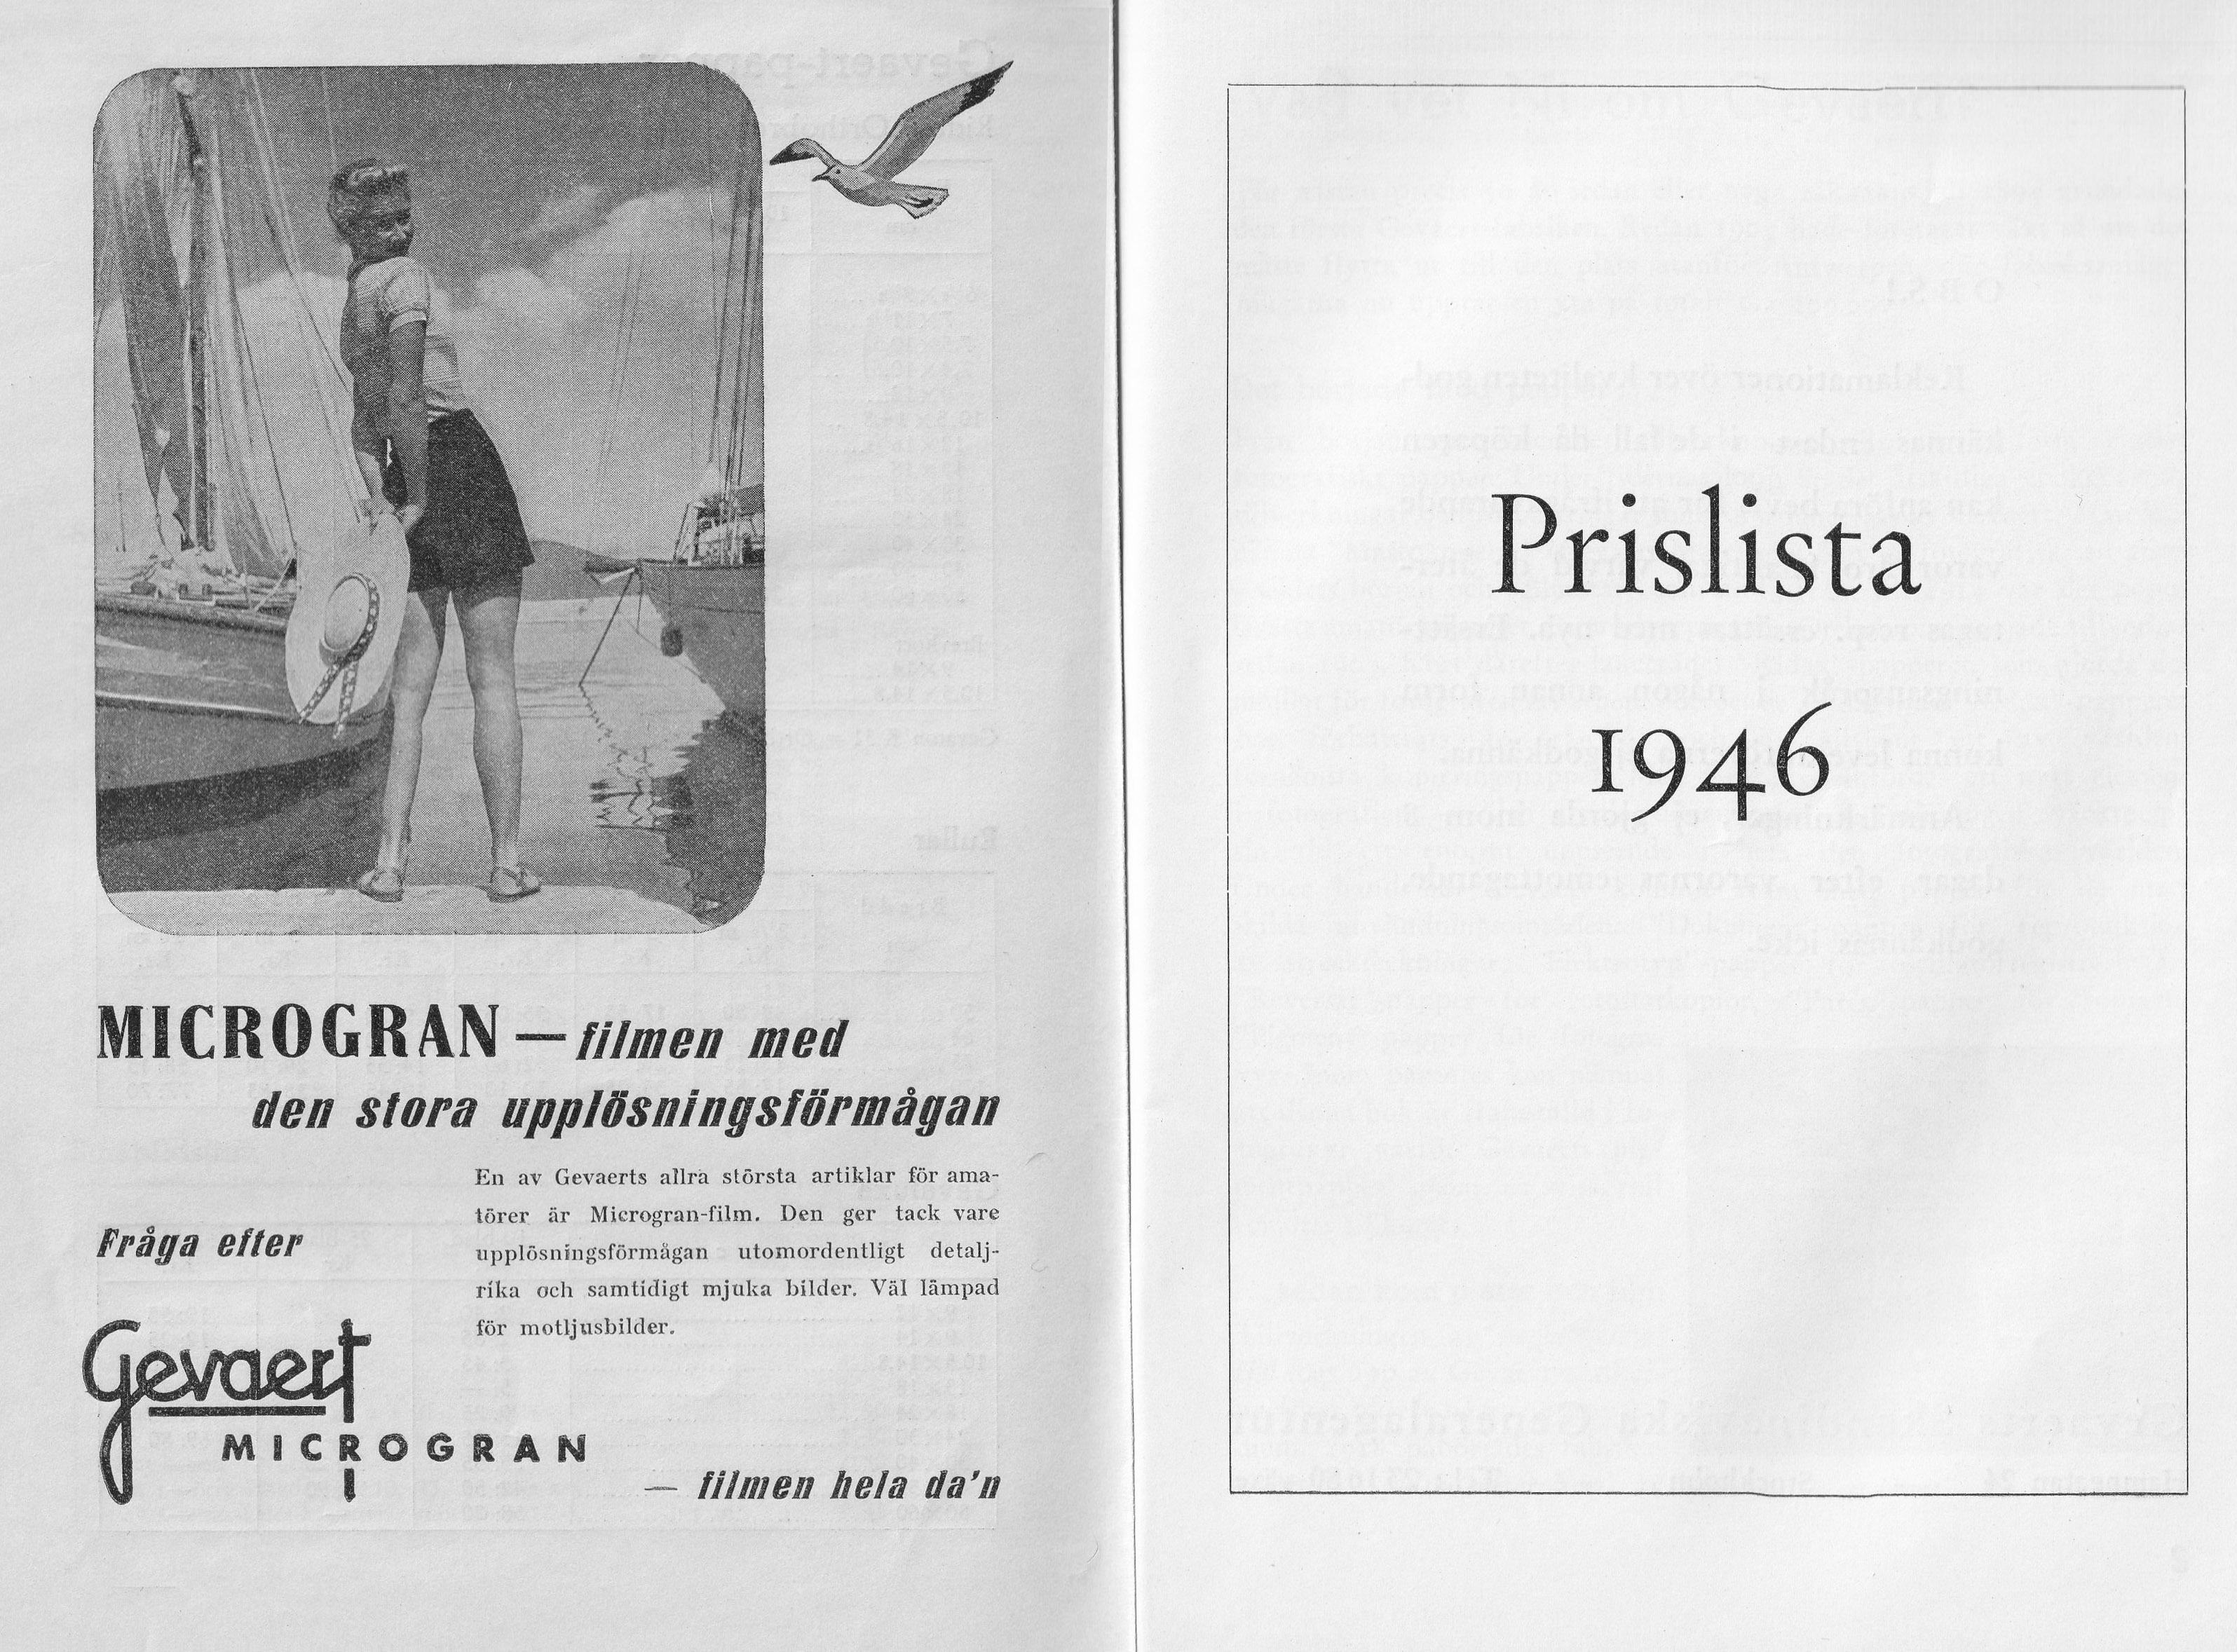 MICROGRAN — filmen med
den stora upplösningsförmågan
En av Gevaerts allra största artiklar för ama-
törer är Microgran-film. Den ger tack vare
upplösningsförmågan utomordentligt detalj-
rika och samtidigt mjuka bilder. Väl lämpad
för motljusbilder.
Fråga efter
Gevaert
MICROGRAN
— filmen hela da'n
Prislista
1946